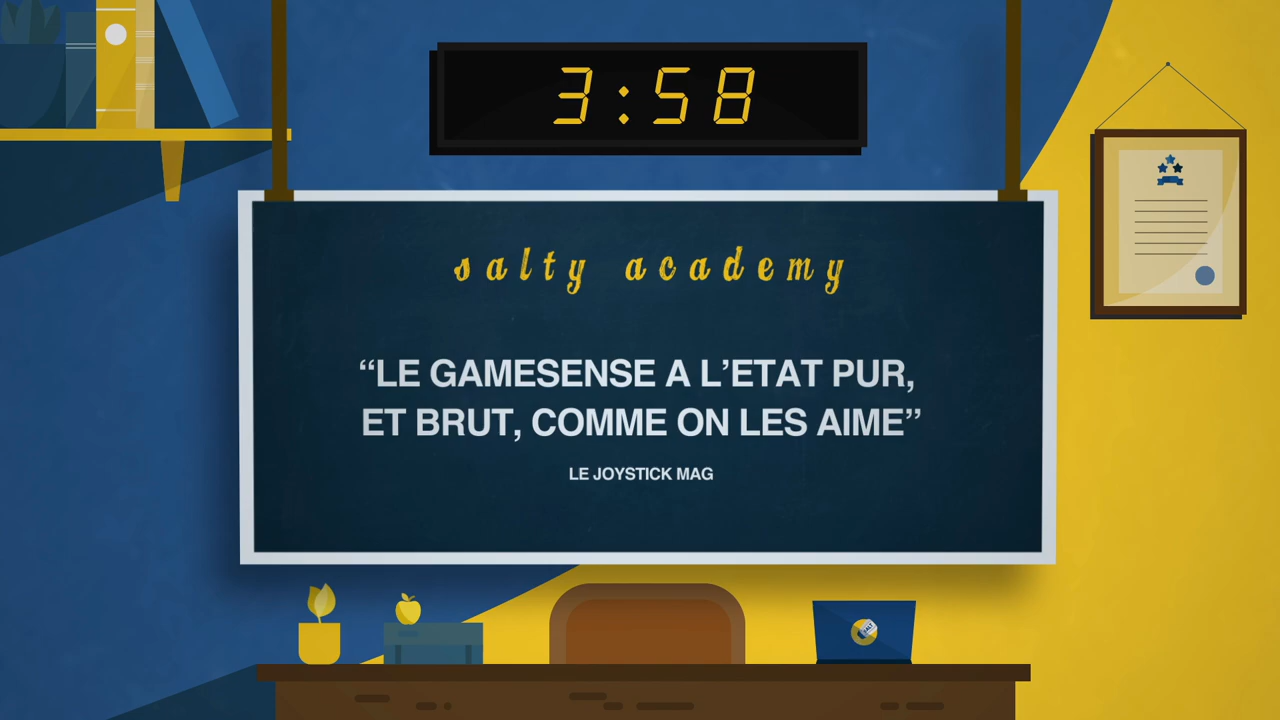 3:58
salty academy
“LE GAMESENSE A L’ETAT PUR,
ET BRUT, COMME ON LES AIME”
LE JOYSTICK MAG